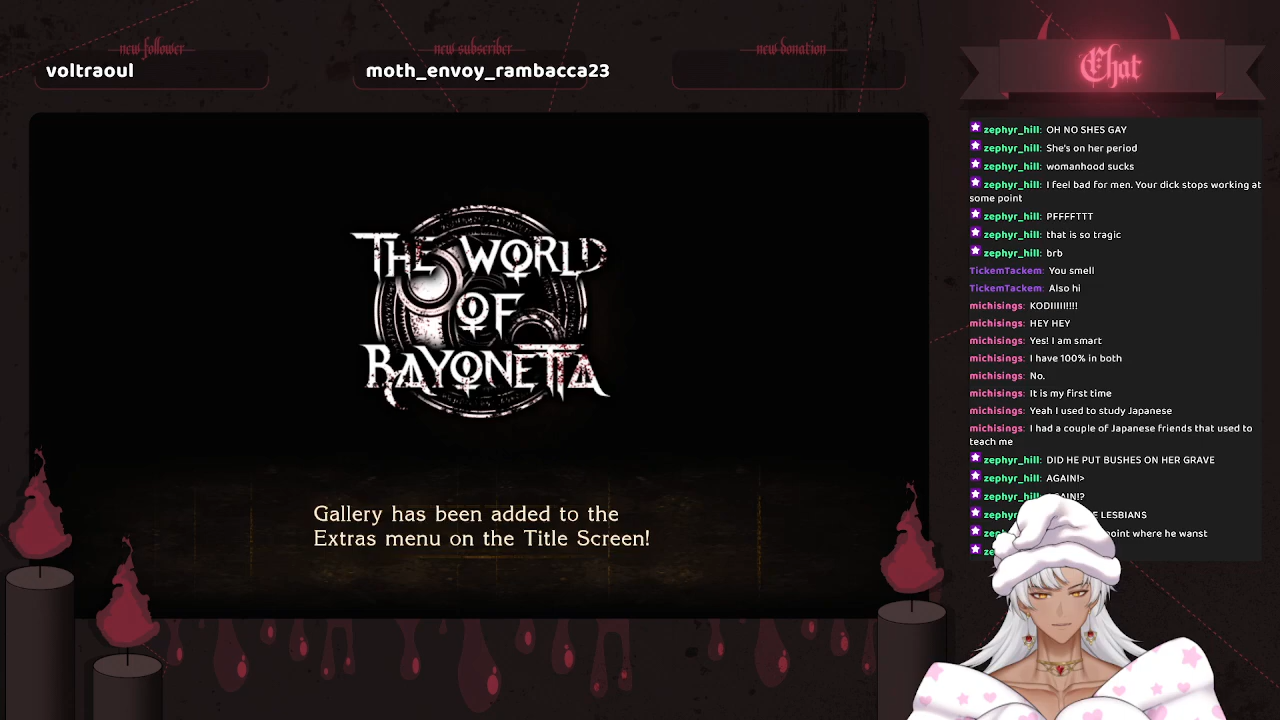 new follower
voltraoul
new subscriber
moth_envoy_rambacca23
new donation
THE WORLD
OF
BAYONETTA
Gallery has been added to the
Extras menu on the Title Screen!
Chat
zephyr_hill: OH NO SHES GAY
zephyr_hill: She's on her period
zephyr_hill: womanhood sucks
zephyr_hill: I feel bad for men. Your dick stops working at
some point
zephyr_hill: PFFFFTTT
zephyr_hill: that is so tragic
zephyr_hill: brb
TickemTackem: You smell
TickemTackem: Also hi
michisings: KODIIIII!!!!
michisings: HEY HEY
michisings: Yes! I am smart
michisings: I have 100% in both
michisings: No.
michisings: It is my first time
michisings: Yeah I used to study Japanese
michisings: I had a couple of Japanese friends that used to
teach me
zephyr_hill: DID HE PUT BUSHES ON HER GRAVE
zephyr_hill: AGAIN!>
zephyr_hill:
LESBIANS
point where he wanst